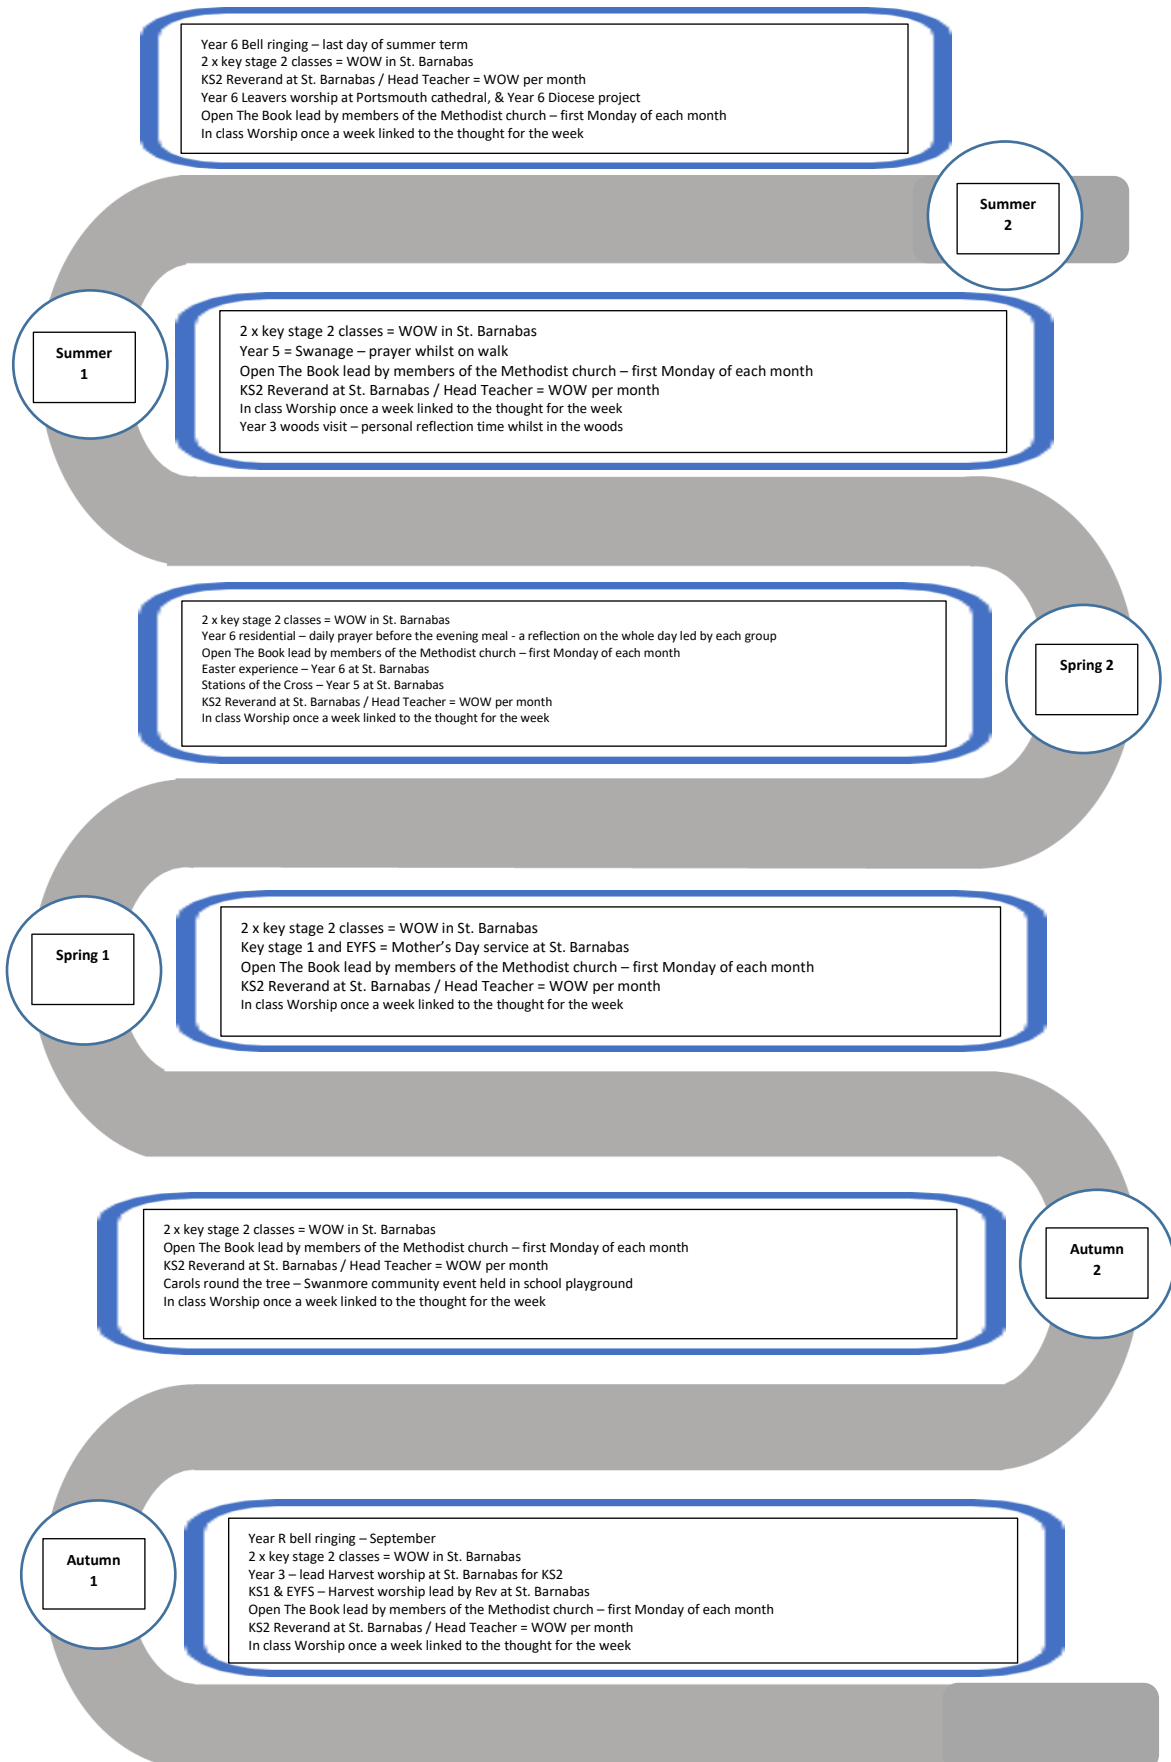 Year 6 Bell ringing – last day of summer term
2 x key stage 2 classes = WOW in St. Barnabas
KS2 Reverand at St. Barnabas / Head Teacher = WOW per month
Year 6 Leavers worship at Portsmouth cathedral, & Year 6 Diocese project
Open The Book lead by members of the Methodist church – first Monday of each month
In class Worship once a week linked to the thought for the week
Summer
2
Summer
1
2 x key stage 2 classes = WOW in St. Barnabas
Year 5 = Swanage – prayer whilst on walk
Open The Book lead by members of the Methodist church – first Monday of each month
KS2 Reverand at St. Barnabas / Head Teacher = WOW per month
In class Worship once a week linked to the thought for the week
Year 3 woods visit – personal reflection time whilst in the woods
2 x key stage 2 classes = WOW in St. Barnabas
Year 6 residential – daily prayer before the evening meal - a reflection on the whole day led by each group
Open The Book lead by members of the Methodist church – first Monday of each month
Easter experience – Year 6 at St. Barnabas
Stations of the Cross – Year 5 at St. Barnabas
KS2 Reverand at St. Barnabas / Head Teacher = WOW per month
In class Worship once a week linked to the thought for the week
Spring 2
Spring 1
2 x key stage 2 classes = WOW in St. Barnabas
Key stage 1 and EYFS = Mother’s Day service at St. Barnabas
Open The Book lead by members of the Methodist church – first Monday of each month
KS2 Reverand at St. Barnabas / Head Teacher = WOW per month
In class Worship once a week linked to the thought for the week
2 x key stage 2 classes = WOW in St. Barnabas
Open The Book lead by members of the Methodist church – first Monday of each month
KS2 Reverand at St. Barnabas / Head Teacher = WOW per month
Carols round the tree – Swanmore community event held in school playground
In class Worship once a week linked to the thought for the week
Autumn
2
Autumn
1
Year R bell ringing – September
2 x key stage 2 classes = WOW in St. Barnabas
Year 3 – lead Harvest worship at St. Barnabas for KS2
KS1 & EYFS – Harvest worship lead by Rev at St. Barnabas
Open The Book lead by members of the Methodist church – first Monday of each month
KS2 Reverand at St. Barnabas / Head Teacher = WOW per month
In class Worship once a week linked to the thought for the week